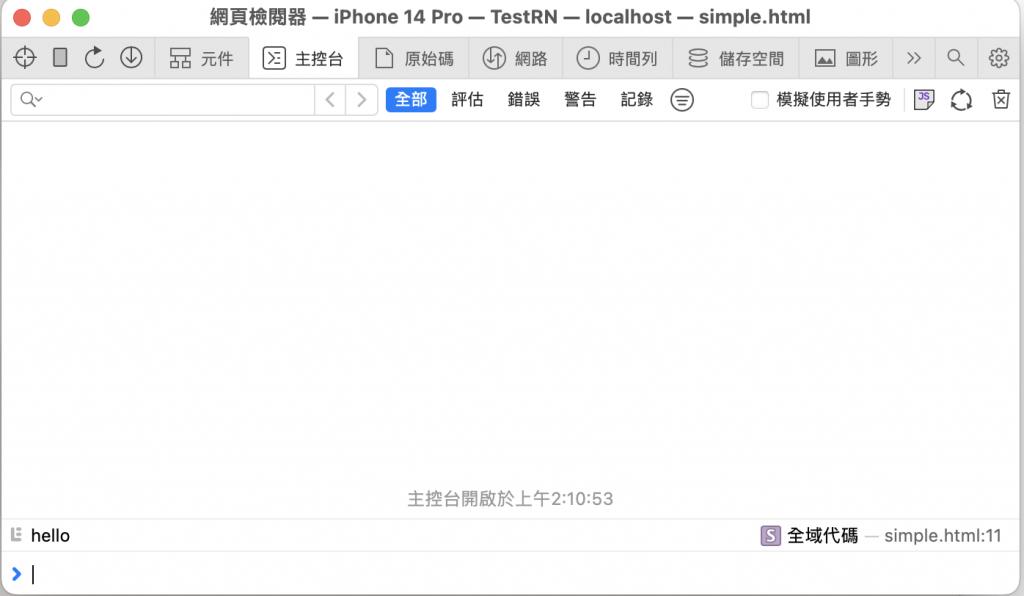 網頁檢閱器 — iPhone 14 Pro — TestRN — localhost — simple.html
元件 主控台 原始碼 網路 時間列 儲存空間 圖形
全部 評估 錯誤 警告 記錄 模擬使用者手勢 JS
主控台開啟於上午2:10:53
hello S 全域代碼 — simple.html:11